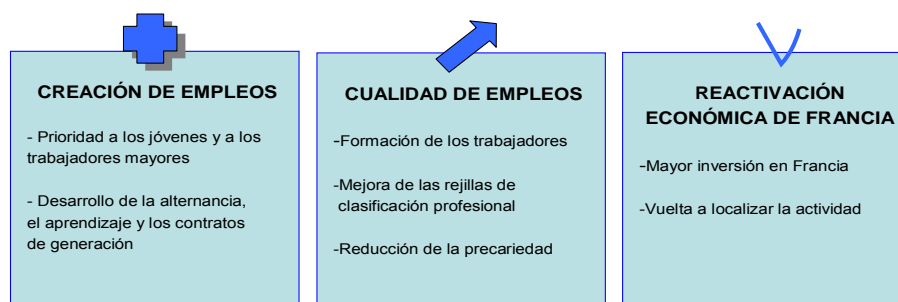 CREACIÓN DE EMPLEOS
- Prioridad a los jóvenes y a los
trabajadores mayores
- Desarrollo de la alternancia,
el aprendizaje y los contratos
de generación
CUALIDAD DE EMPLEOS
-Formación de los trabajadores
-Mejora de las rejillas de
clasificación profesional
-Reducción de la precariedad
REACTIVACIÓN
ECONÓMICA DE FRANCIA
-Mayor inversión en Francia
-Vuelta a localizar la actividad